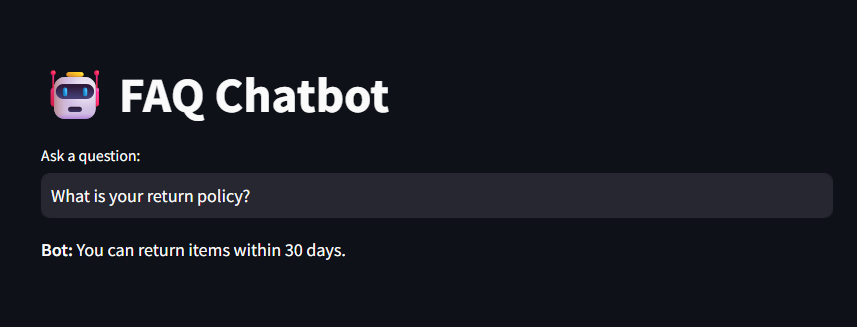 FAQ Chatbot
Ask a question:
What is your return policy?
Bot: You can return items within 30 days.